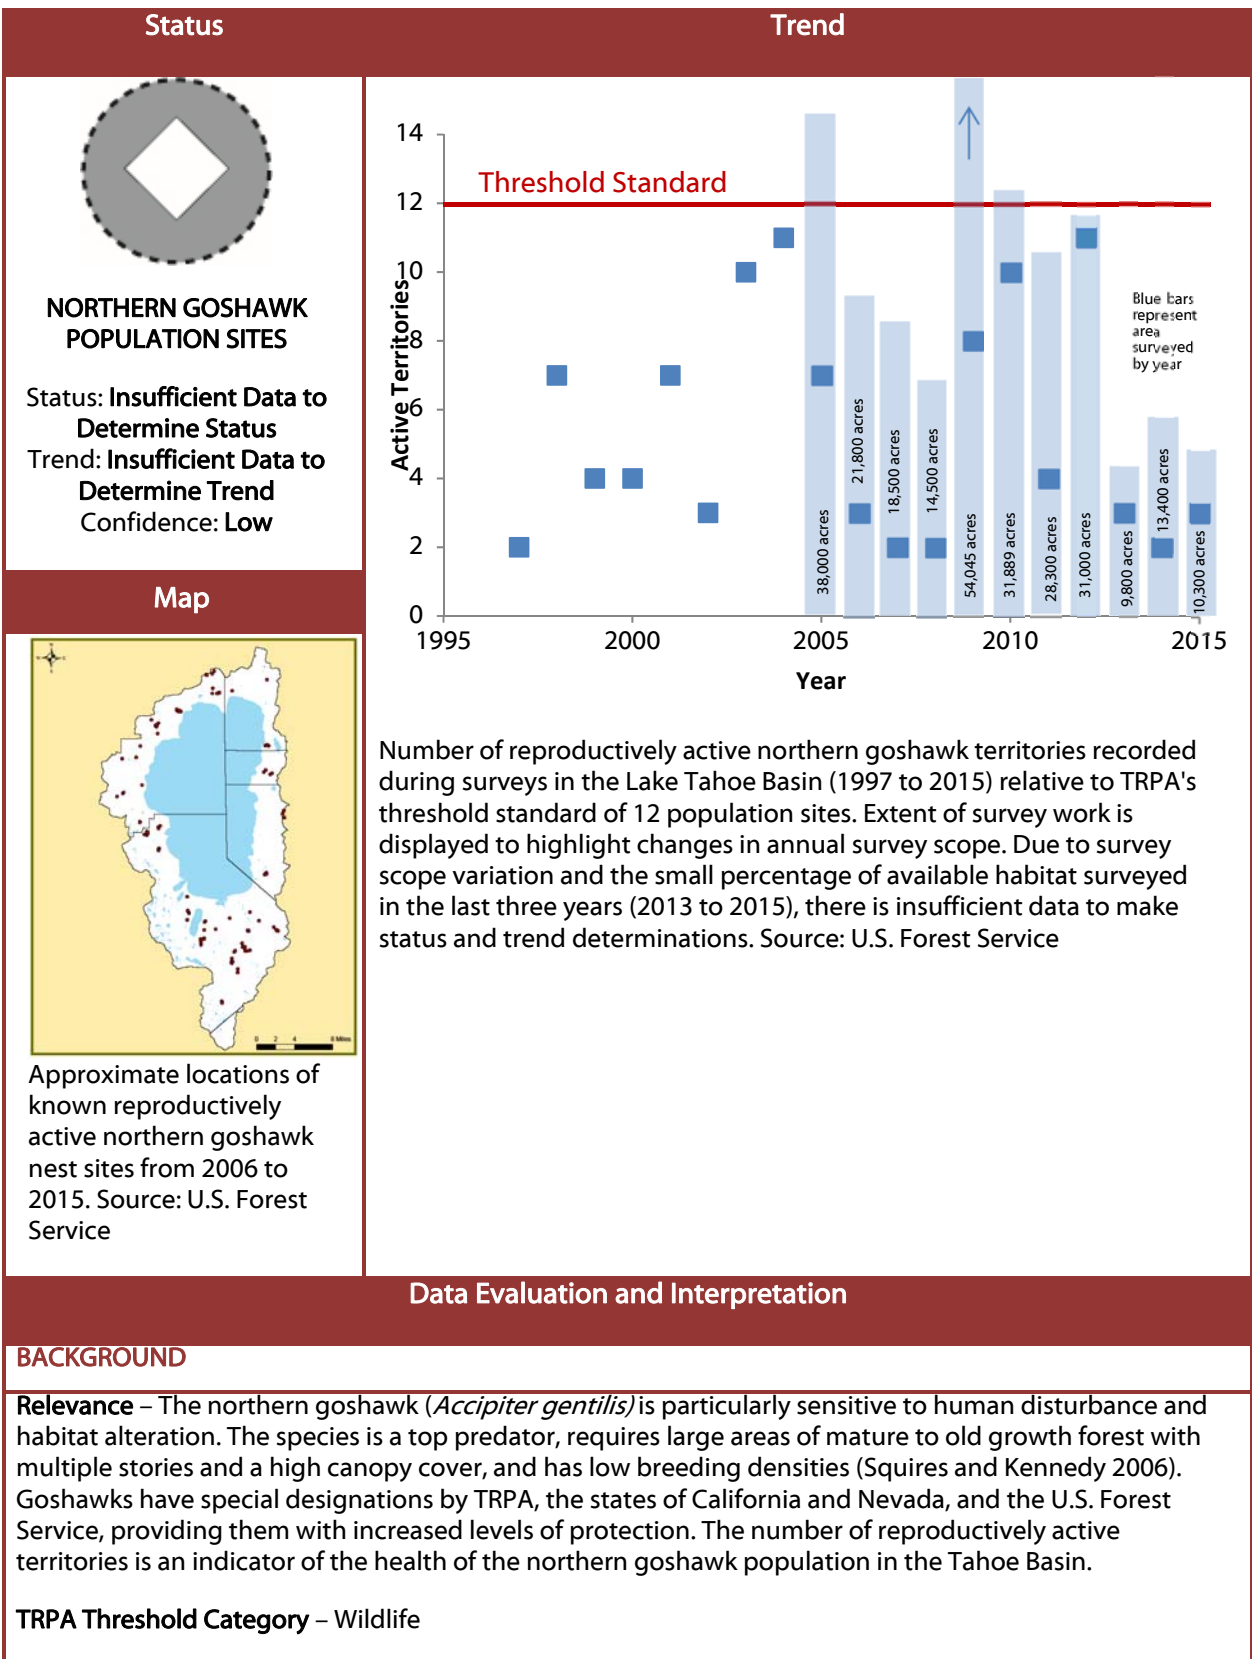 Status
Trend
NORTHERN GOSHAWK
POPULATION SITES
Status: Insufficient Data to
Determine Status
Trend: Insufficient Data to
Determine Trend
Confidence: Low
Threshold Standard
Active Territories
14
12
10
8
6
4
2
0
38,000 acres
21,800 acres
18,500 acres
14,500 acres
54,045 acres
31,889 acres
28,300 acres
31,000 acres
9,800 acres
13,400 acres
10,300 acres
Blue bars
represent
area
surveyed
by year
1995 2000 2005 2010 2015
Year
Map
0 2 4 8 Miles
Approximate locations of
known reproductively
active northern goshawk
nest sites from 2006 to
2015. Source: U.S. Forest
Service
Number of reproductively active northern goshawk territories recorded
during surveys in the Lake Tahoe Basin (1997 to 2015) relative to TRPA's
threshold standard of 12 population sites. Extent of survey work is
displayed to highlight changes in annual survey scope. Due to survey
scope variation and the small percentage of available habitat surveyed
in the last three years (2013 to 2015), there is insufficient data to make
status and trend determinations. Source: U.S. Forest Service
Data Evaluation and Interpretation
BACKGROUND
Relevance – The northern goshawk (Accipiter gentilis) is particularly sensitive to human disturbance and
habitat alteration. The species is a top predator, requires large areas of mature to old growth forest with
multiple stories and a high canopy cover, and has low breeding densities (Squires and Kennedy 2006).
Goshawks have special designations by TRPA, the states of California and Nevada, and the U.S. Forest
Service, providing them with increased levels of protection. The number of reproductively active
territories is an indicator of the health of the northern goshawk population in the Tahoe Basin.
TRPA Threshold Category – Wildlife